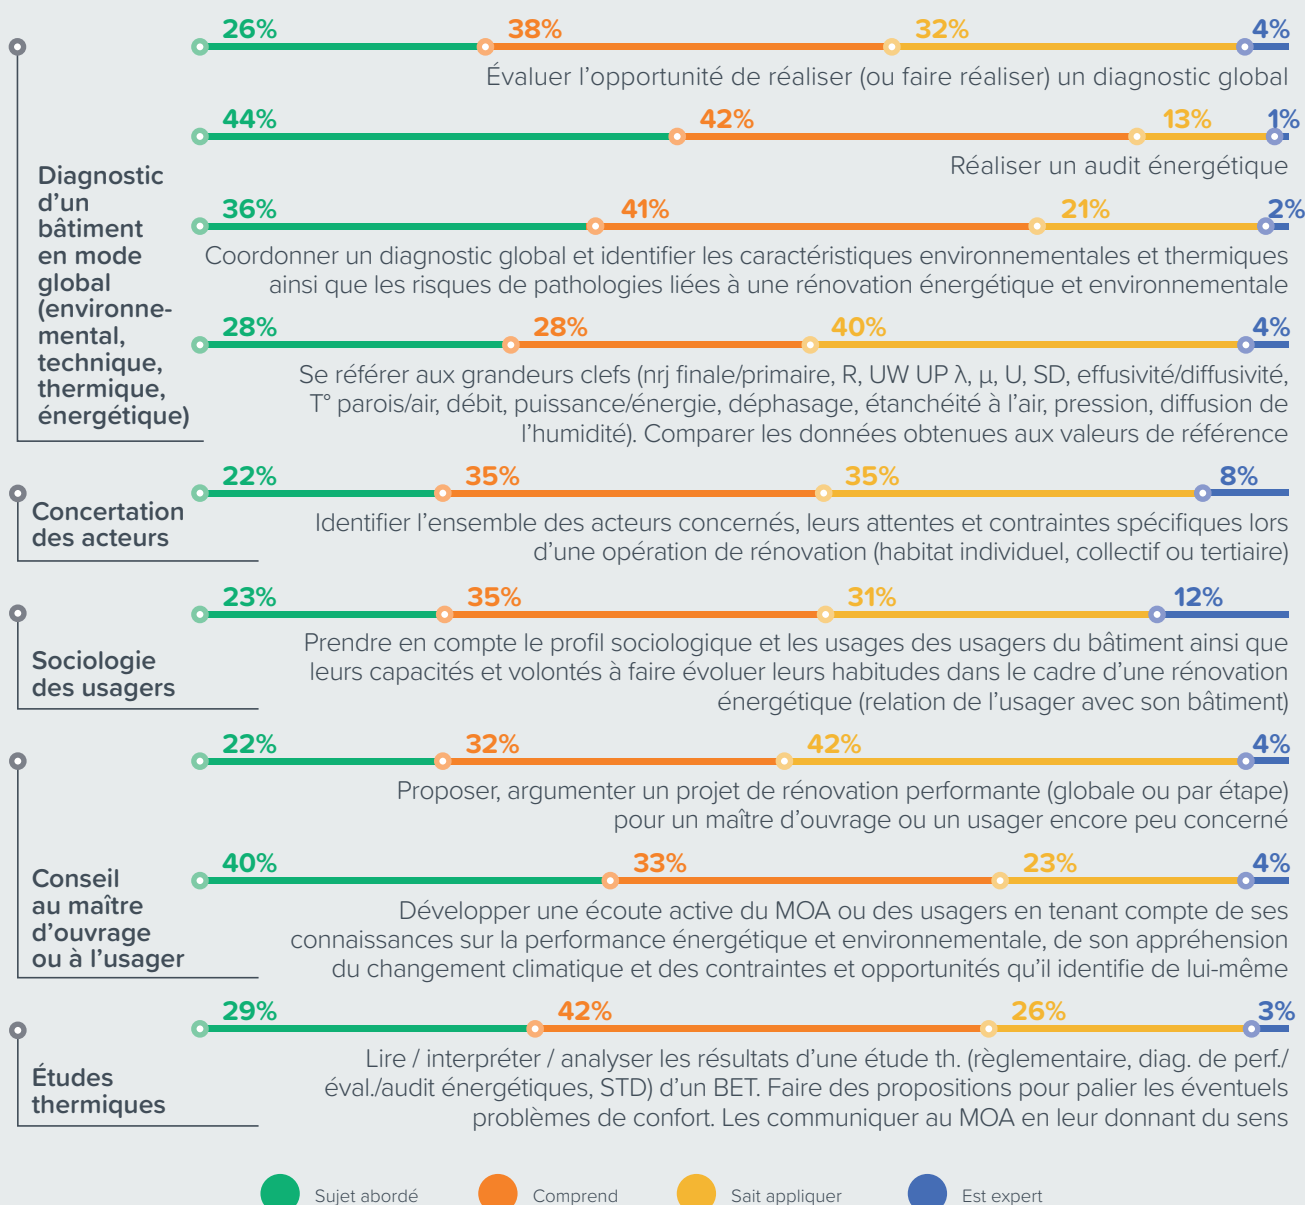 26% 38% 32% 4%
Évaluer l’opportunité de réaliser (ou faire réaliser) un diagnostic global
44% 42% 13% 1%
Réaliser un audit énergétique
Diagnostic
d’un
bâtiment
en mode
global
(environne-
mental,
technique,
thermique,
énergétique)
36% 41% 21% 2%
Coordonner un diagnostic global et identifier les caractéristiques environnementales et thermiques
ainsi que les risques de pathologies liées à une rénovation énergétique et environnementale
28% 28% 40% 4%
Se référer aux grandeurs clefs (nrj finale/primaire, R, UW UP λ, µ, U, SD, effusivité/diffusivité,
T° parois/air, débit, puissance/énergie, déphasage, étanchéité à l’air, pression, diffusion de
l’humidité). Comparer les données obtenues aux valeurs de référence
Concertation
des acteurs
22% 35% 35% 8%
Identifier l’ensemble des acteurs concernés, leurs attentes et contraintes spécifiques lors
d’une opération de rénovation (habitat individuel, collectif ou tertiaire)
Sociologie
des usagers
23% 35% 31% 12%
Prendre en compte le profil sociologique et les usages des usagers du bâtiment ainsi que
leurs capacités et volontés à faire évoluer leurs habitudes dans le cadre d’une rénovation
énergétique (relation de l’usager avec son bâtiment)
22% 32% 42% 4%
Proposer, argumenter un projet de rénovation performante (globale ou par étape)
pour un maître d’ouvrage ou un usager encore peu concerné
Conseil
au maître
d’ouvrage
ou à l’usager
40% 33% 23% 4%
Développer une écoute active du MOA ou des usagers en tenant compte de ses
connaissances sur la performance énergétique et environnementale, de son appréhension
du changement climatique et des contraintes et opportunités qu’il identifie de lui-même
Études
thermiques
29% 42% 26% 3%
Lire / interpréter / analyser les résultats d’une étude th. (règlementaire, diag. de perf./
éval./audit énergétiques, STD) d’un BET. Faire des propositions pour palier les éventuels
problèmes de confort. Les communiquer au MOA en leur donnant du sens
Sujet abordé Comprend Sait appliquer Est expert